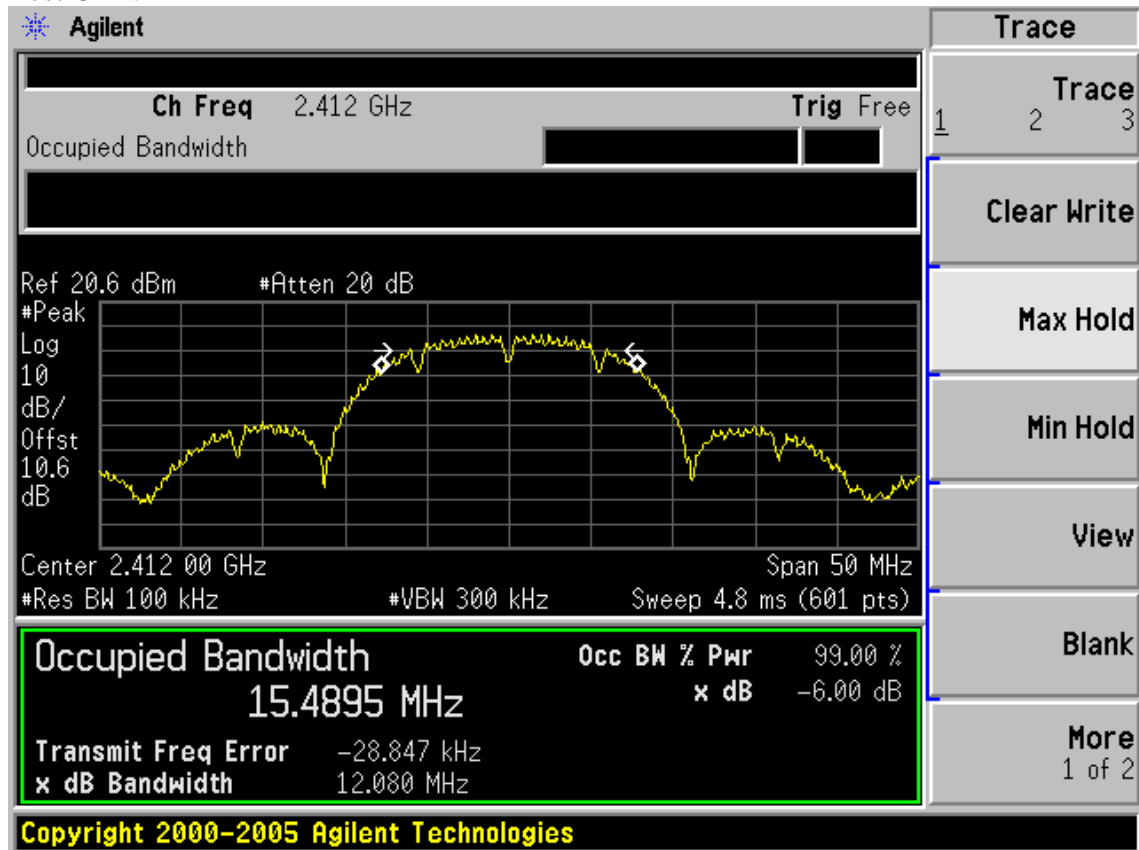 Agilent
Trace
Ch Freq 2.412 GHz Trig Free
Occupied Bandwidth
Trace
1 2 3
Clear Write
Max Hold
Min Hold
View
Blank
More
1 of 2
Ref 20.6 dBm #Atten 20 dB
#Peak
Log
10
dB/
Offst
10.6
dB
Center 2.412 00 GHz Span 50 MHz
#Res BW 100 kHz #VBW 300 kHz Sweep 4.8 ms (601 pts)
Occupied Bandwidth Occ BW % Pwr 99.00 %
15.4895 MHz x dB -6.00 dB
Transmit Freq Error -28.847 kHz
x dB Bandwidth 12.080 MHz
Copyright 2000-2005 Agilent Technologies